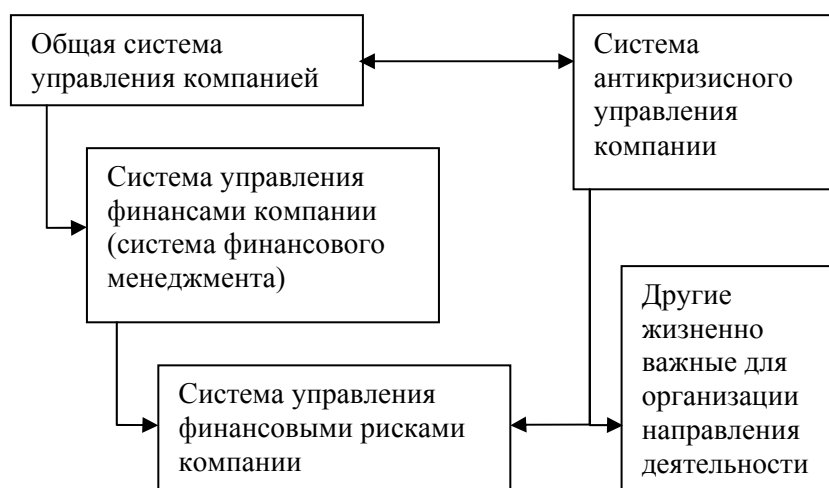 Общая система
управления компанией
Система
антикризисного
управления
компании
Система управления
финансами компании
(система финансового
менеджмента)
Другие
жизненно
важные для
организации
направления
деятельности
Система управления
финансовыми рисками
компании